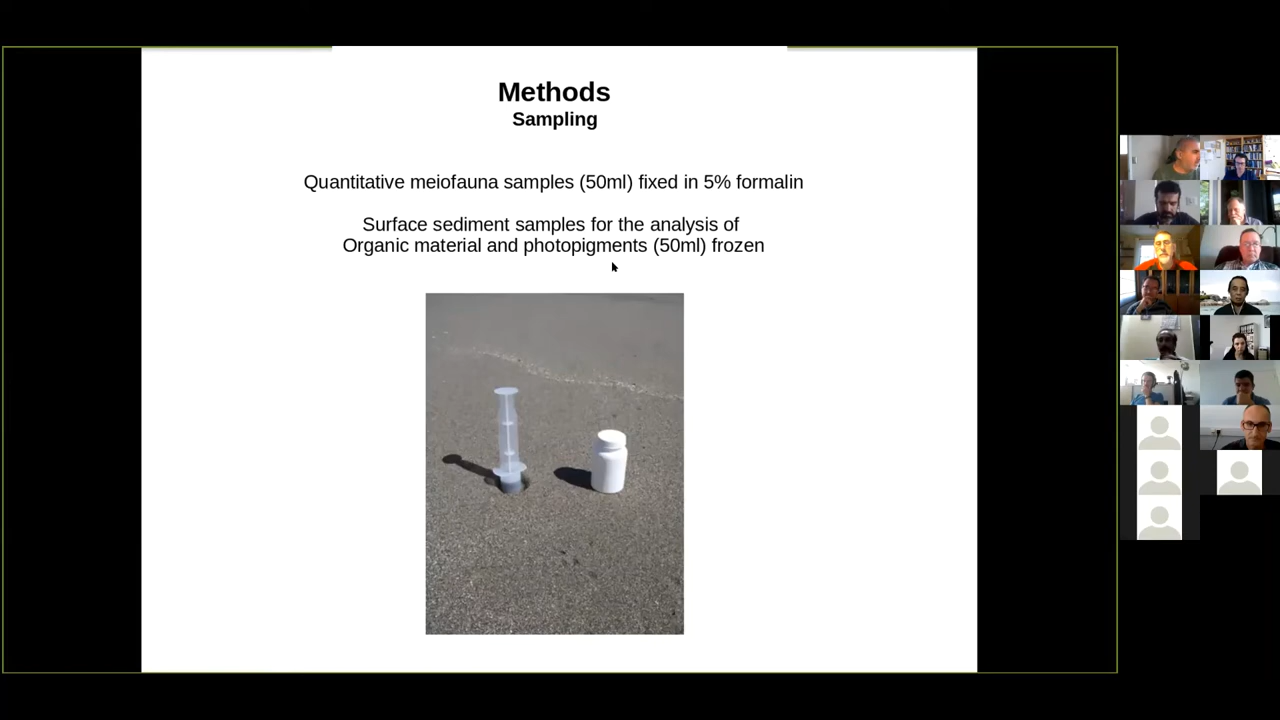 Methods
Sampling
Quantitative meiofauna samples (50ml) fixed in 5% formalin
Surface sediment samples for the analysis of
Organic material and photopigments (50ml) frozen